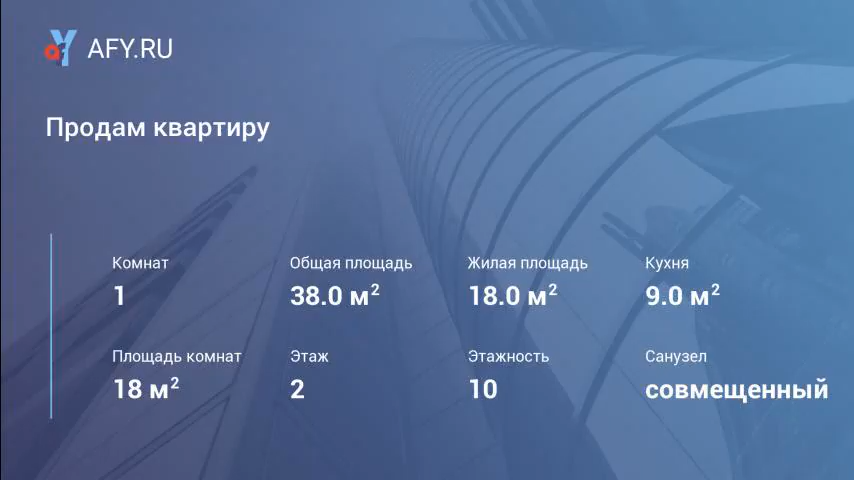 AFY.RU
Продам квартиру
Комнат Общая площадь Жилая площадь Кухня
1 38.0 м² 18.0 м² 9.0 м²
Площадь комнат Этаж Этажность Санузел
18 м² 2 10 совмещенный